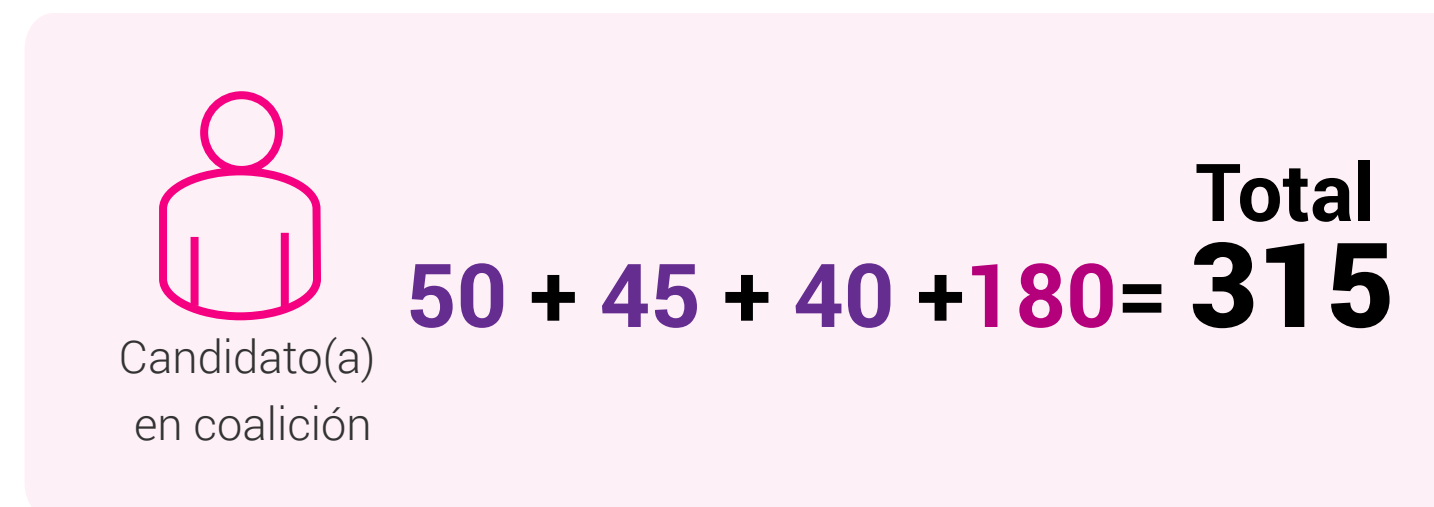 Total
50 + 45 + 40 +180= 315
Candidato(a)
en coalición